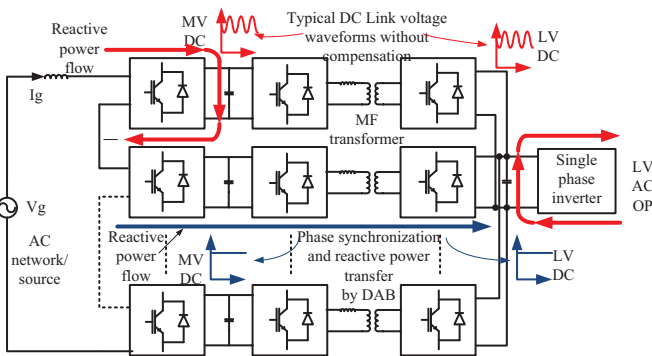 Reactive
power
flow
MV
DC
Typical DC Link voltage
waveforms without
compensation
LV
DC
Ig
MF
transformer
Vg
AC
network/
source
Single
phase
inverter
LV
AC
OP
Reactive
power
flow
MV
DC
Phase synchronization
and reactive power
transfer
by DAB
LV
DC